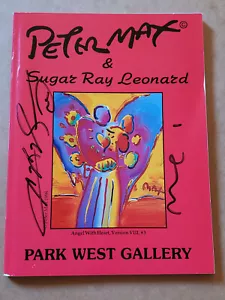 PETER MAX ©
&
Sugar Ray Leonard
Angel With Heart, Version VIII, #3
PARK WEST GALLERY